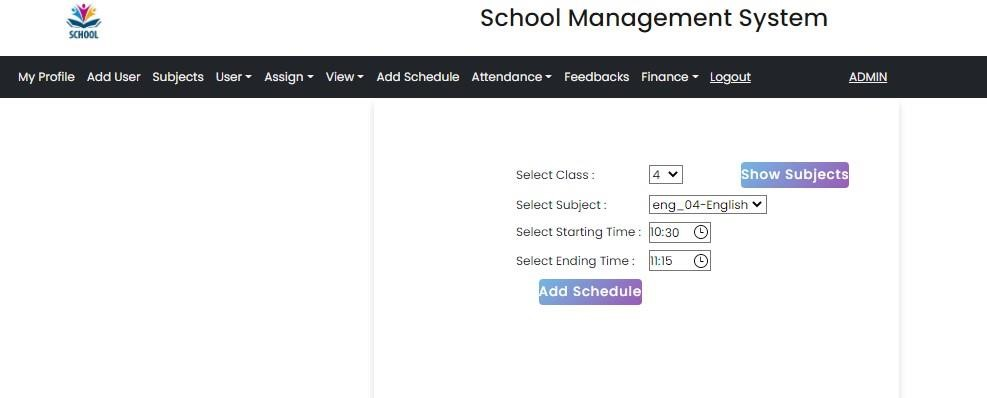 SCHOOL
School Management System
My Profile Add User Subjects User Assign View Add Schedule Attendance Feedbacks Finance Logout ADMIN
Select Class : 4 Show Subjects
Select Subject : eng_04-English
Select Starting Time : 10:30
Select Ending Time : 11:15
Add Schedule